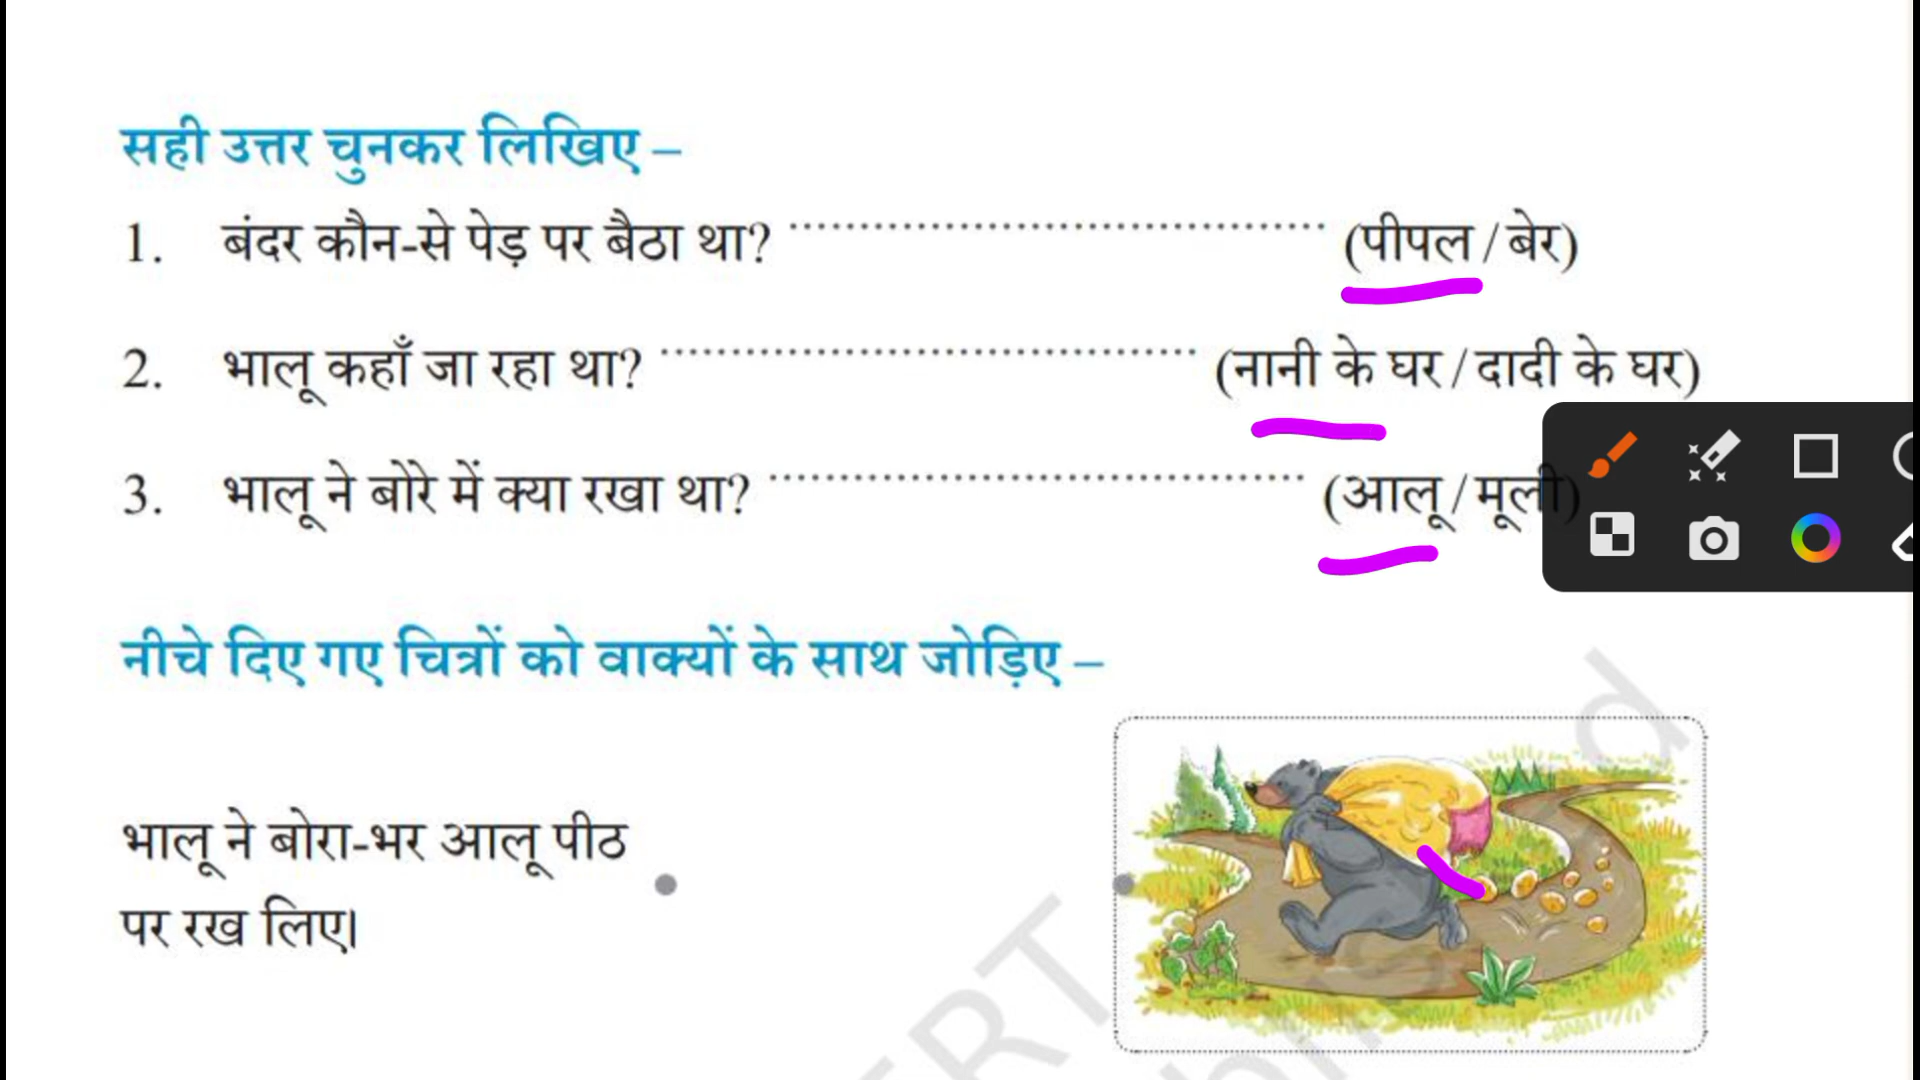 सही उत्तर चुनकर लिखिए –
1. बंदर कौन-से पेड़ पर बैठा था? ........................................ (पीपल / बेर)
2. भालू कहाँ जा रहा था? ........................................ (नानी के घर / दादी के घर)
3. भालू ने बोरे में क्या रखा था? ........................................ (आलू / मूली)
नीचे दिए गए चित्रों को वाक्यों के साथ जोड़िए –
भालू ने बोरा-भर आलू पीठ
पर रख लिए।